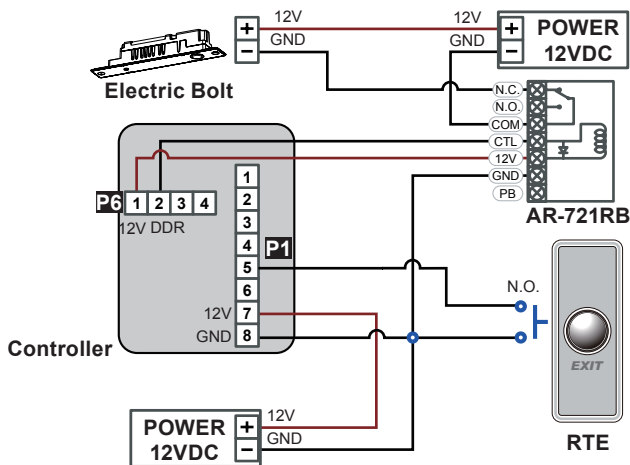 12V
12V
+
GND
GND
−
+
−
POWER
12VDC
Electric Bolt
N.C.
N.O.
COM
CTL
12V
GND
PB
AR-721RB
P6
1 2 3 4
12V DDR
1
2
3
4
5
6
7
8
P1
12V
GND
Controller
N.O.
EXIT
RTE
POWER
12VDC
+
−
12V
GND